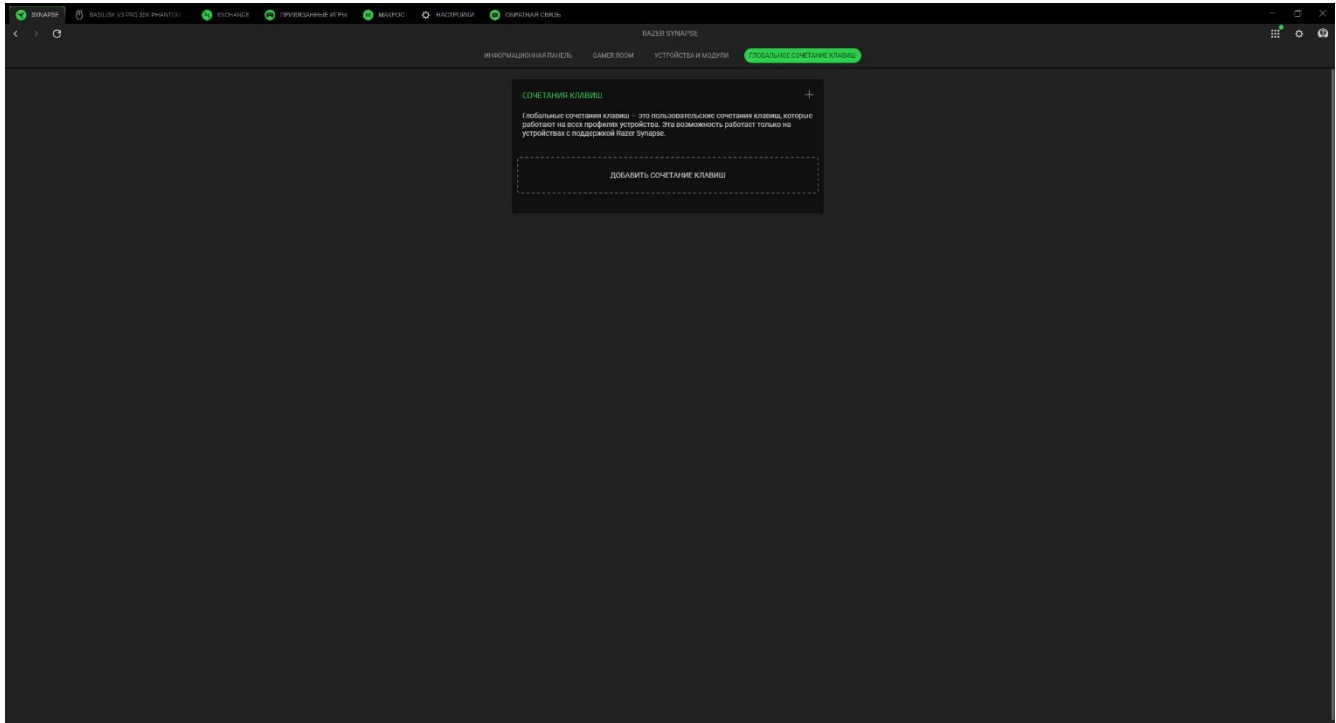 SYNAPSE
BASILISK V3 PRO 35K PHANTOM
EXCHANGE
ПРИВЯЗАННЫЕ ИГРЫ
МАКРОС
НАСТРОЙКИ
ОБРАТНАЯ СВЯЗЬ
RAZER SYNAPSE
ИНФОРМАЦИОННАЯ ПАНЕЛЬ
GAMER ROOM
УСТРОЙСТВА И МОДУЛИ
ГЛОБАЛЬНОЕ СОЧЕТАНИЕ КЛАВИШ
СОЧЕТАНИЯ КЛАВИШ
Глобальные сочетания клавиш – это пользовательские сочетания клавиш, которые
работают на всех профилях устройства. Эта возможность работает только на
устройствах с поддержкой Razer Synapse.
ДОБАВИТЬ СОЧЕТАНИЕ КЛАВИШ